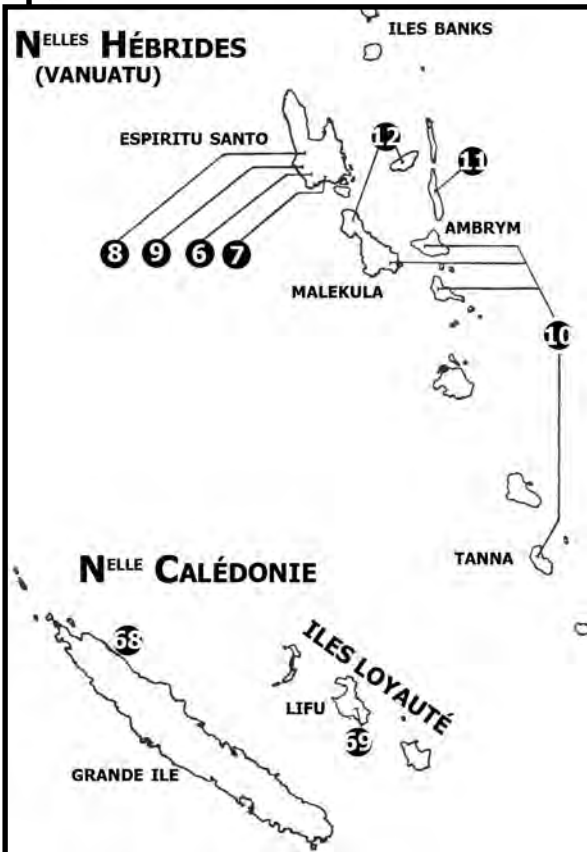 ILES BANKS
NELLES HÉBRIDES
(VANUATU)
ESPIRITU SANTO
12
11
8
9
6
7
AMBRYM
MALEKULA
10
TANNA
NELLE CALÉDONIE
68
ILES LOYAUTÉ
LIFU
69
GRANDE ILE